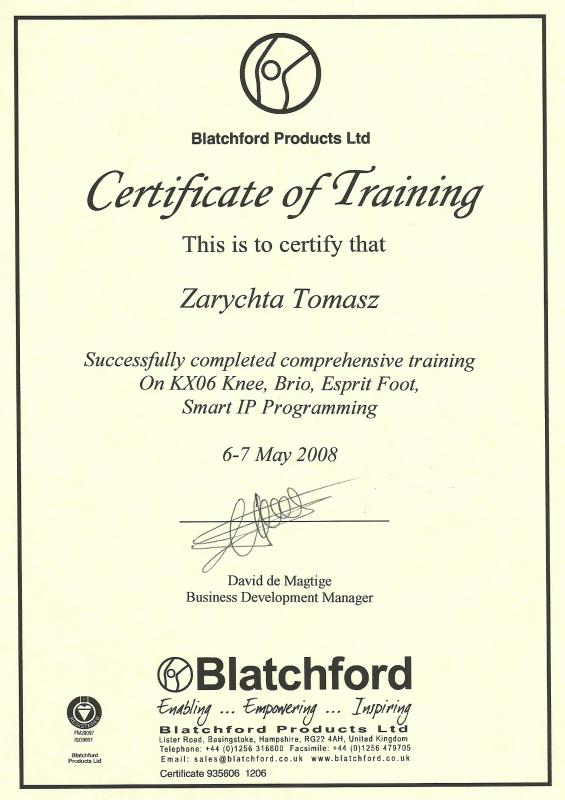 Blatchford Products Ltd
Certificate of Training
This is to certify that
Zarychta Tomasz
Successfully completed comprehensive training
On KX06 Knee, Brio, Esprit Foot,
Smart IP Programming
6-7 May 2008
David de Magtige
Business Development Manager
Blatchford
Enabling ... Empowering ... Inspiring
Blatchford Products Ltd
Lister Road, Basingstoke, Hampshire, RG22 4AH, United Kingdom
Telephone: +44 (0)1256 316600 Facsimile: +44 (0)1256 479705
Email: sales@blatchford.co.uk www.blatchford.co.uk
Certificate 935606 1206
Blatchford
Products Ltd